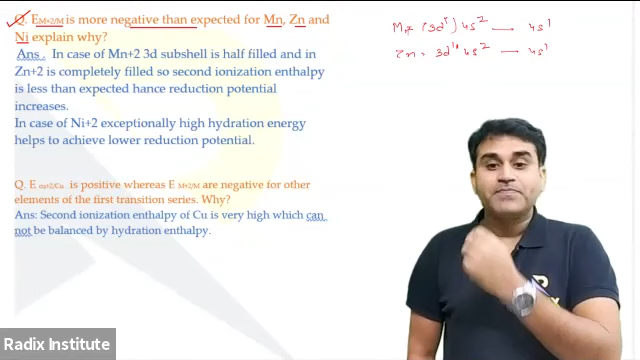 Q. E M+2/M is more negative than expected for Mn, Zn and
Ni explain why?
Ans . In case of Mn+2 3d subshell is half filled and in
Zn+2 is completely filled so second ionization enthalpy
is less than expected hence reduction potential
increases.
In case of Ni+2 exceptionally high hydration energy
helps to achieve lower reduction potential.
Q. E cu+2/Cu is positive whereas E M+2/M are negative for other
elements of the first transition series. Why?
Ans: Second ionization enthalpy of Cu is very high which can
not be balanced by hydration enthalpy.
Mn = (3d⁵) 4s² → 4s¹
Zn = 3d¹⁰ 4s² → 4s¹
Radix Institute